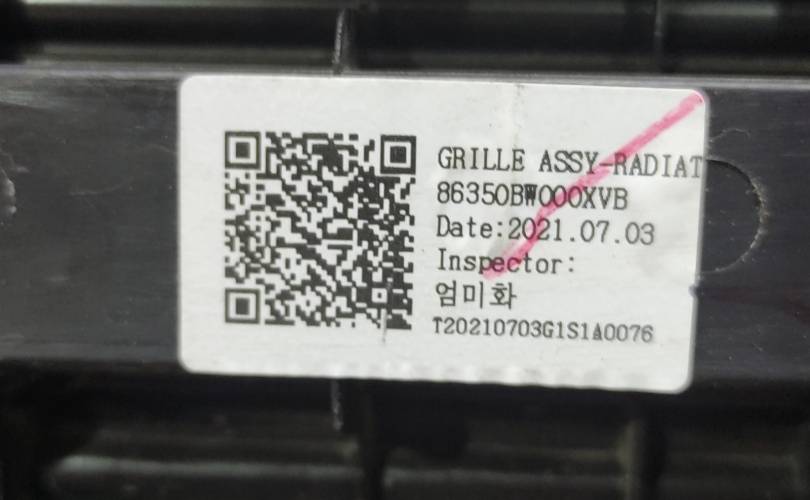 GRILLE ASSY-RADIAT
86350BW000XVB
Date:2021.07.03
Inspector:
엄미화
T20210703G1S1A0076